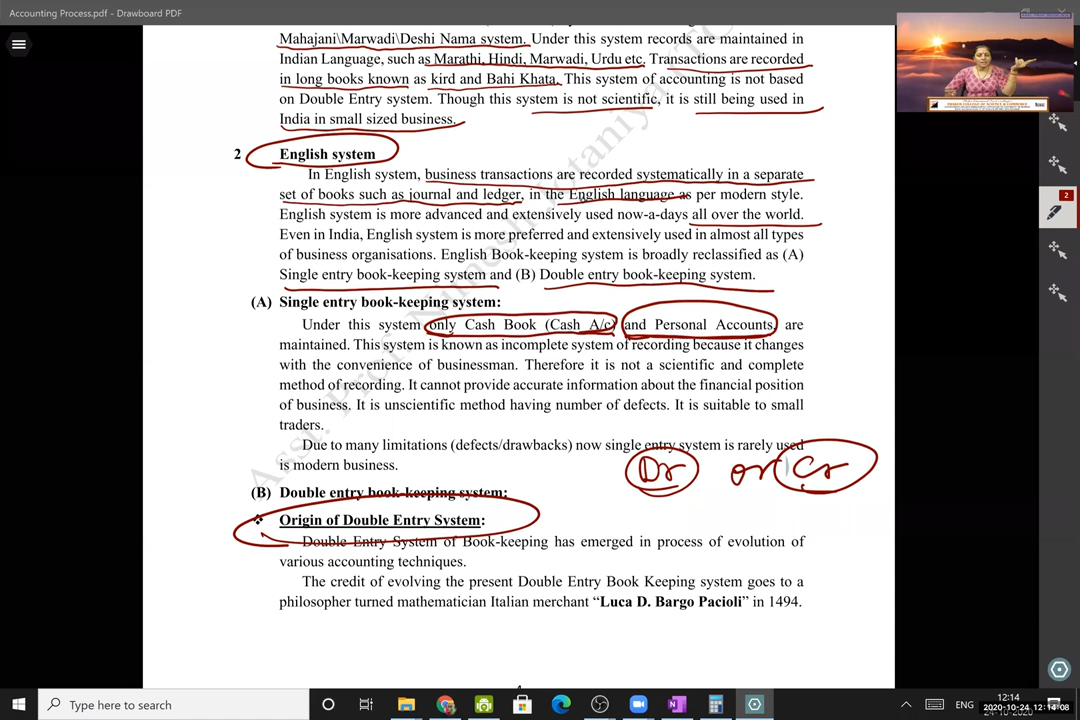 Accounting Process.pdf - Drawboard PDF
Mahajani\Marwadi\Deshi Nama system. Under this system records are maintained in
Indian Language, such as Marathi, Hindi, Marwadi, Urdu etc. Transactions are recorded
in long books known as kird and Bahi Khata. This system of accounting is not based
on Double Entry system. Though this system is not scientific, it is still being used in
India in small sized business.
2 English system
In English system, business transactions are recorded systematically in a separate
set of books such as journal and ledger, in the English language as per modern style.
English system is more advanced and extensively used now-a-days all over the world.
Even in India, English system is more preferred and extensively used in almost all types
of business organisations. English Book-keeping system is broadly reclassified as (A)
Single entry book-keeping system and (B) Double entry book-keeping system.
(A) Single entry book-keeping system:
Under this system only Cash Book (Cash A/c) and Personal Accounts, are
maintained. This system is known as incomplete system of recording because it changes
with the convenience of businessman. Therefore it is not a scientific and complete
method of recording. It cannot provide accurate information about the financial position
of business. It is unscientific method having number of defects. It is suitable to small
traders.
Due to many limitations (defects/drawbacks) now single entry system is rarely used
is modern business.
Dr or Cr
(B) Double entry book-keeping system:
❖ Origin of Double Entry System:
Double Entry System of Book-keeping has emerged in process of evolution of
various accounting techniques.
The credit of evolving the present Double Entry Book Keeping system goes to a
philosopher turned mathematician Italian merchant “Luca D. Bargo Pacioli” in 1494.
2
Type here to search
ENG
12:14
2020-10-24 12:14:08